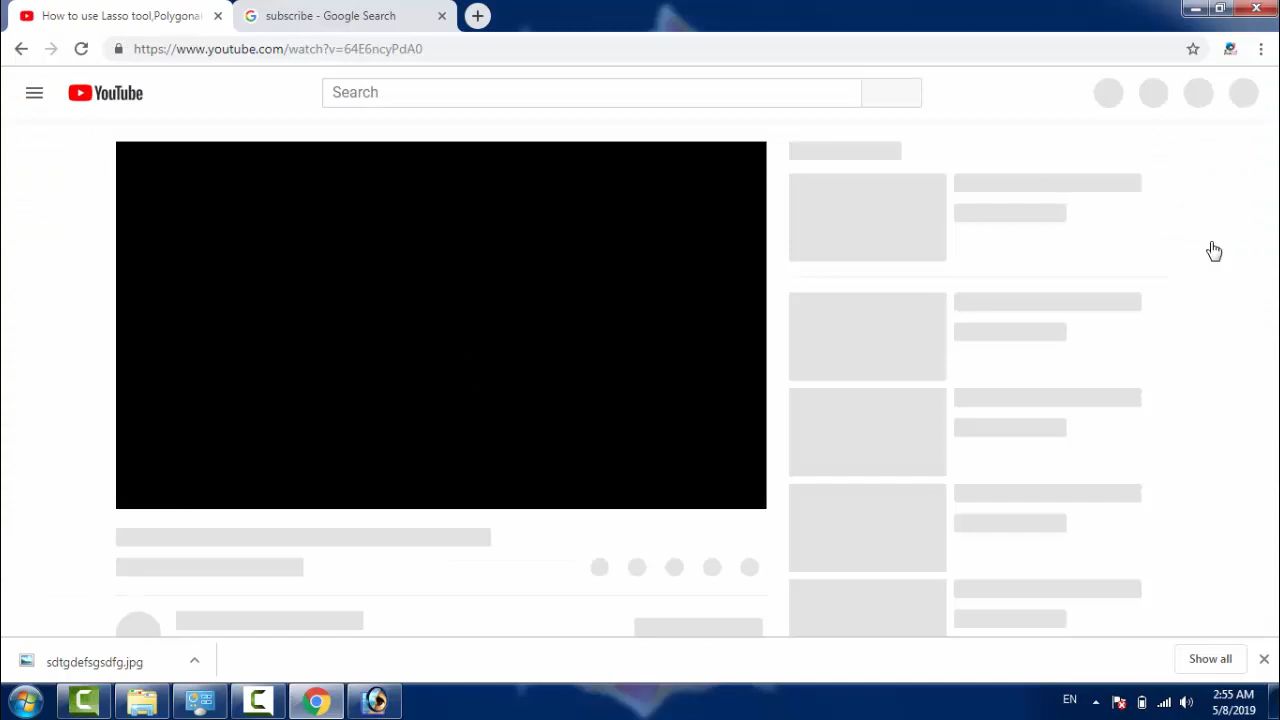 How to use Lasso tool,Polygona
subscribe - Google Search
https://www.youtube.com/watch?v=64E6ncyPdA0
YouTube
Search
sdtgdefsgsdfg.jpg
Show all
EN
2:55 AM
5/8/2019